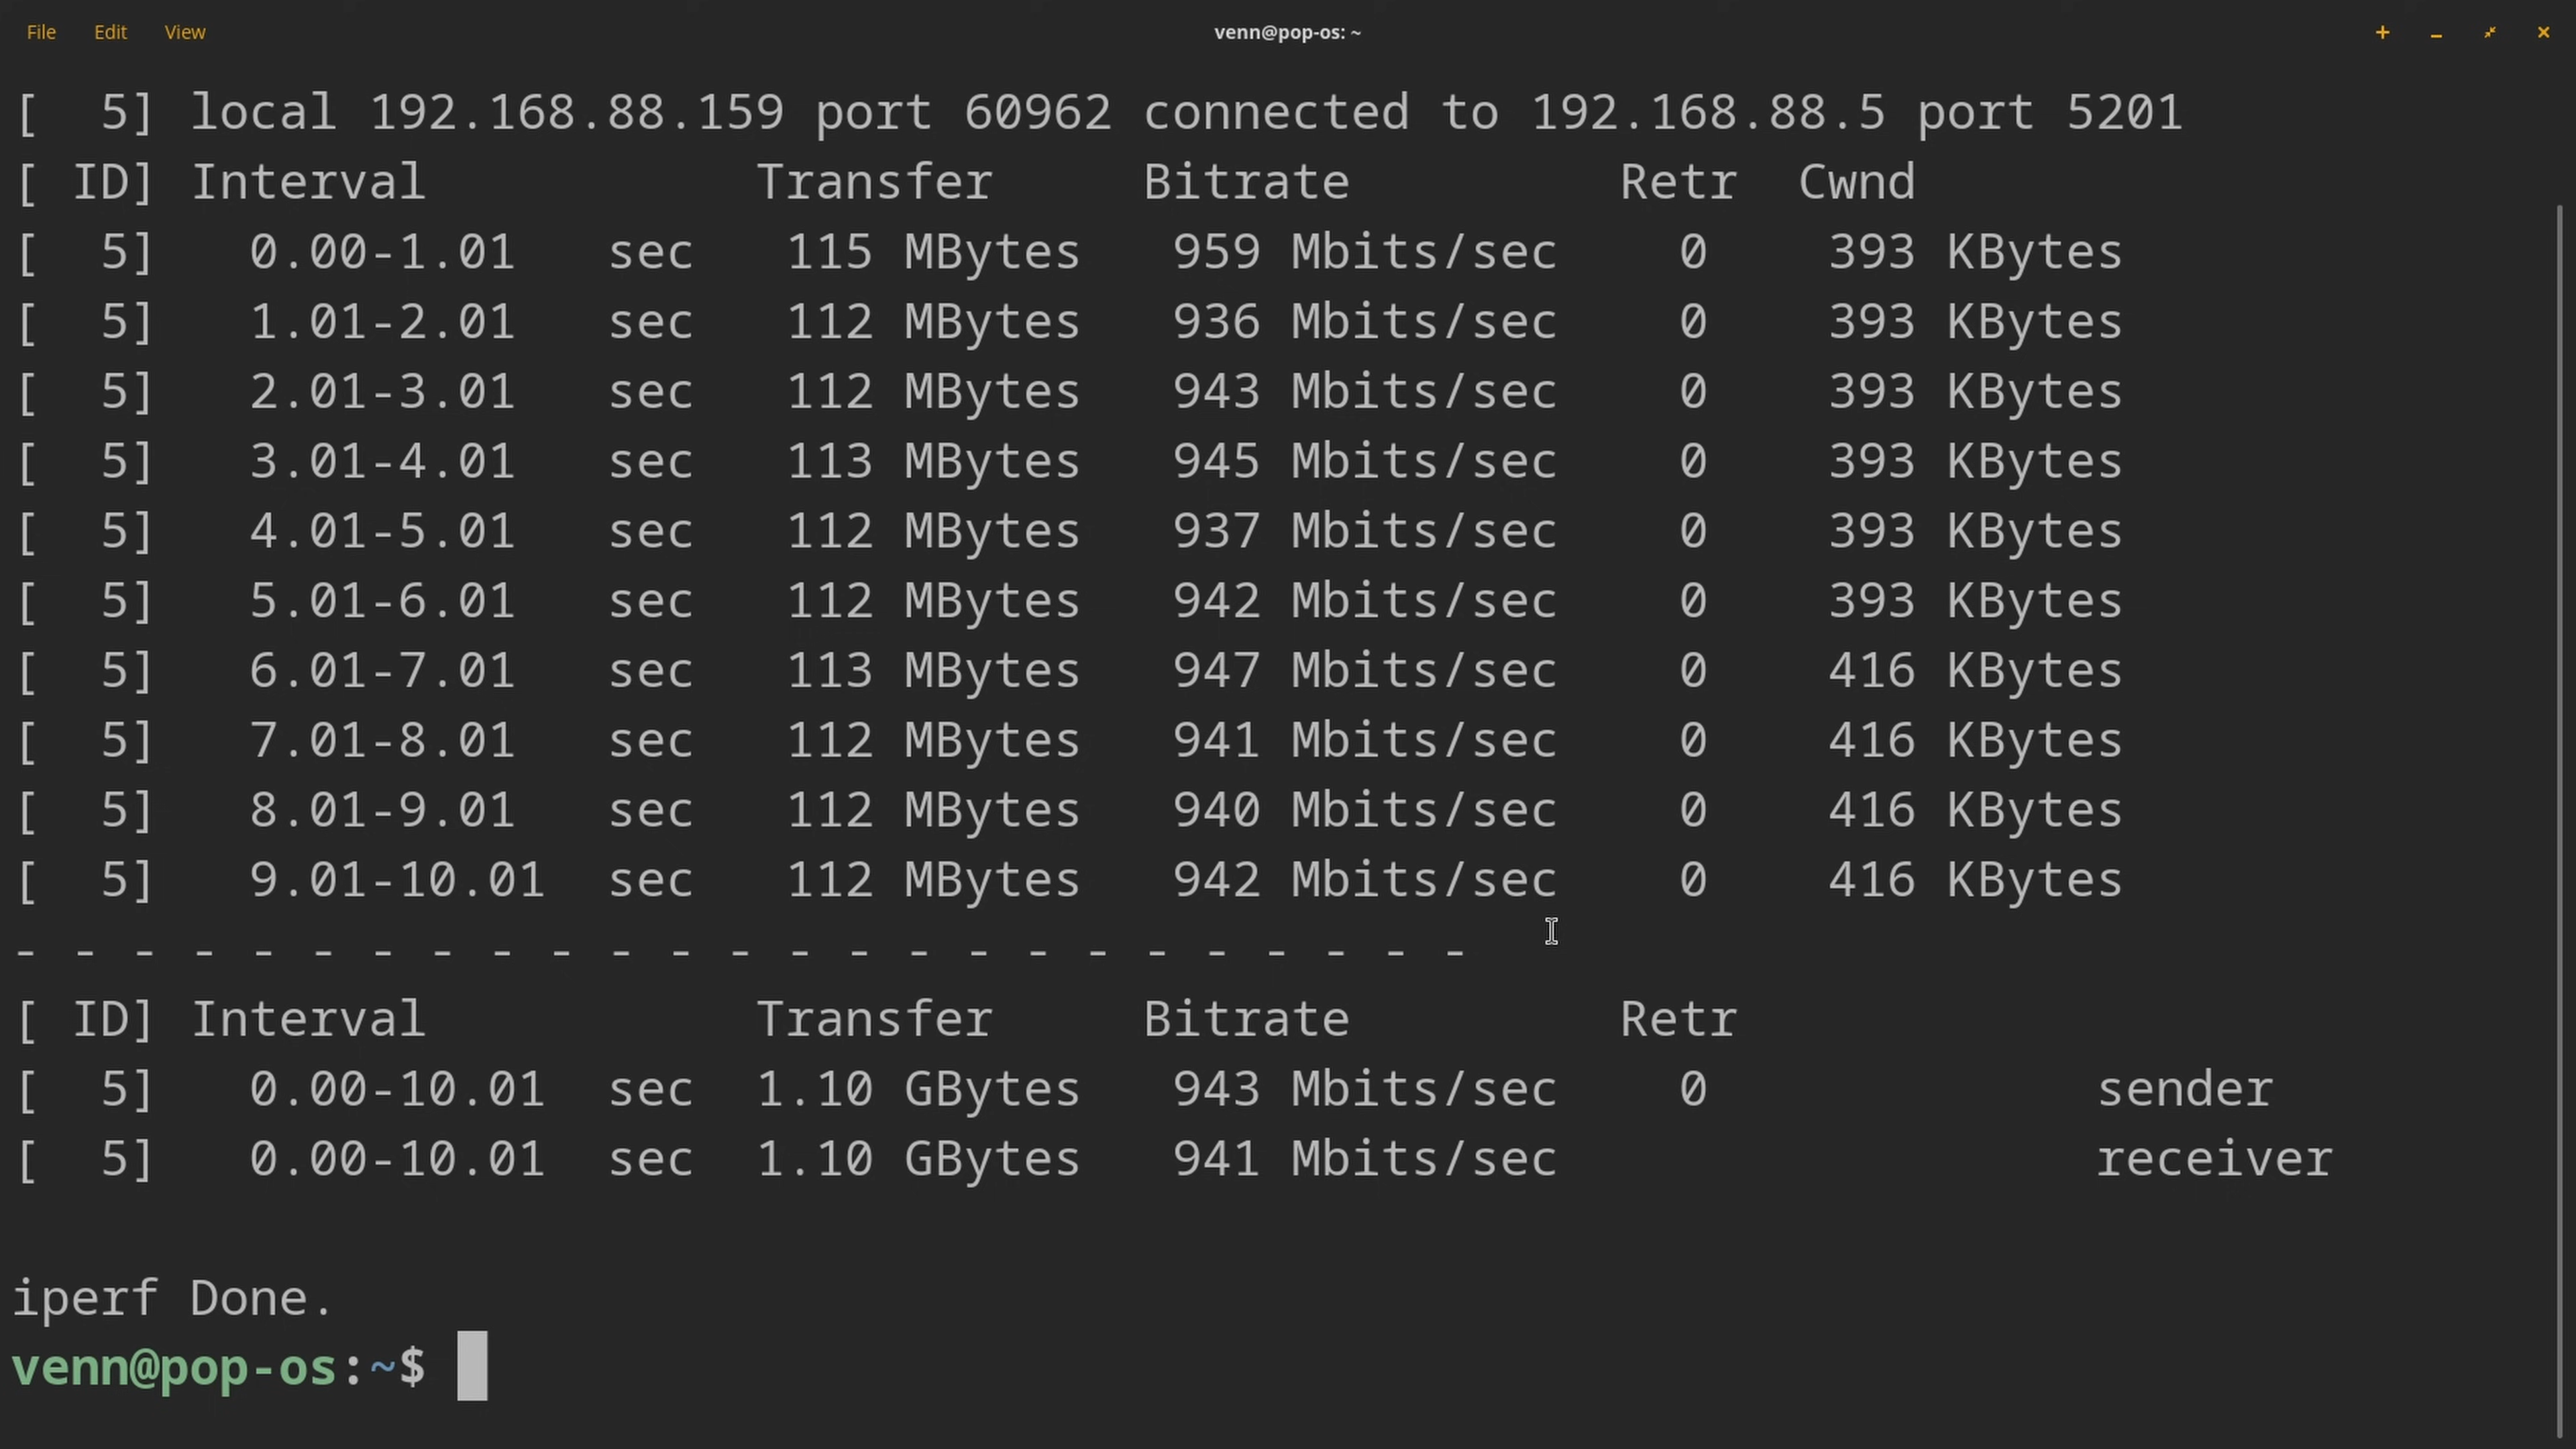 File Edit View venn@pop-os: ~
[  5] local 192.168.88.159 port 60962 connected to 192.168.88.5 port 5201
[ ID] Interval           Transfer     Bitrate         Retr  Cwnd
[  5]   0.00-1.01   sec   115 MBytes   959 Mbits/sec    0    393 KBytes
[  5]   1.01-2.01   sec   112 MBytes   936 Mbits/sec    0    393 KBytes
[  5]   2.01-3.01   sec   112 MBytes   943 Mbits/sec    0    393 KBytes
[  5]   3.01-4.01   sec   113 MBytes   945 Mbits/sec    0    393 KBytes
[  5]   4.01-5.01   sec   112 MBytes   937 Mbits/sec    0    393 KBytes
[  5]   5.01-6.01   sec   112 MBytes   942 Mbits/sec    0    393 KBytes
[  5]   6.01-7.01   sec   113 MBytes   947 Mbits/sec    0    416 KBytes
[  5]   7.01-8.01   sec   112 MBytes   941 Mbits/sec    0    416 KBytes
[  5]   8.01-9.01   sec   112 MBytes   940 Mbits/sec    0    416 KBytes
[  5]   9.01-10.01  sec   112 MBytes   942 Mbits/sec    0    416 KBytes
- - - - - - - - - - - - - - - - - - - - - - - - -
[ ID] Interval           Transfer     Bitrate         Retr
[  5]   0.00-10.01  sec  1.10 GBytes   943 Mbits/sec    0             sender
[  5]   0.00-10.01  sec  1.10 GBytes   941 Mbits/sec                  receiver
iperf Done.
venn@pop-os:~$